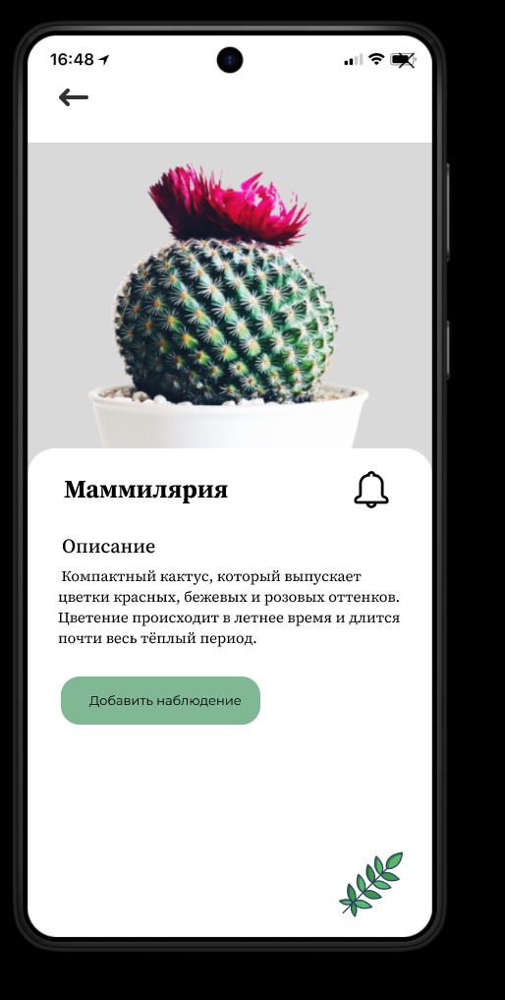 16:48
Маммилярия
Описание
Компактный кактус, который выпускает
цветки красных, бежевых и розовых оттенков.
Цветение происходит в летнее время и длится
почти весь тёплый период.
Добавить наблюдение